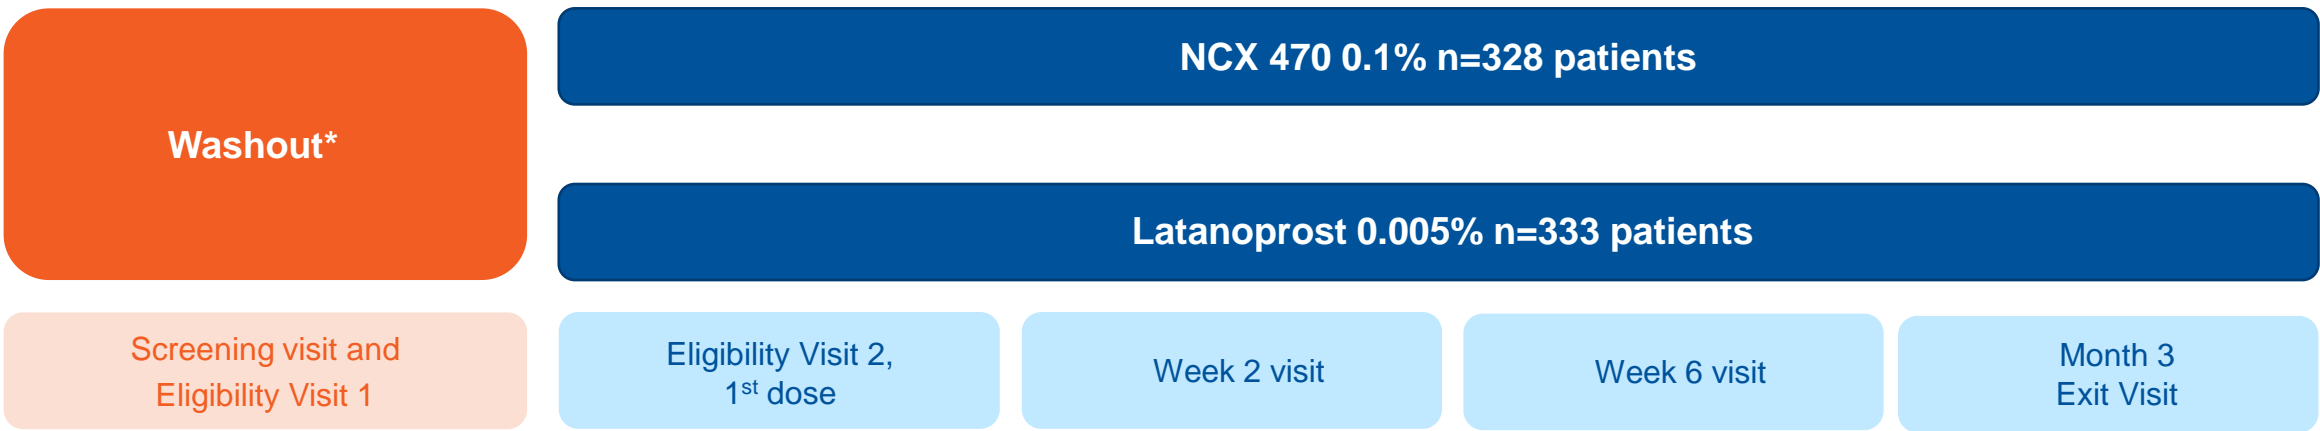 Washout*
NCX 470 0.1% n=328 patients
Latanoprost 0.005% n=333 patients
Screening visit and
Eligibility Visit 1
Eligibility Visit 2,
1st dose
Week 2 visit
Week 6 visit
Month 3
Exit Visit